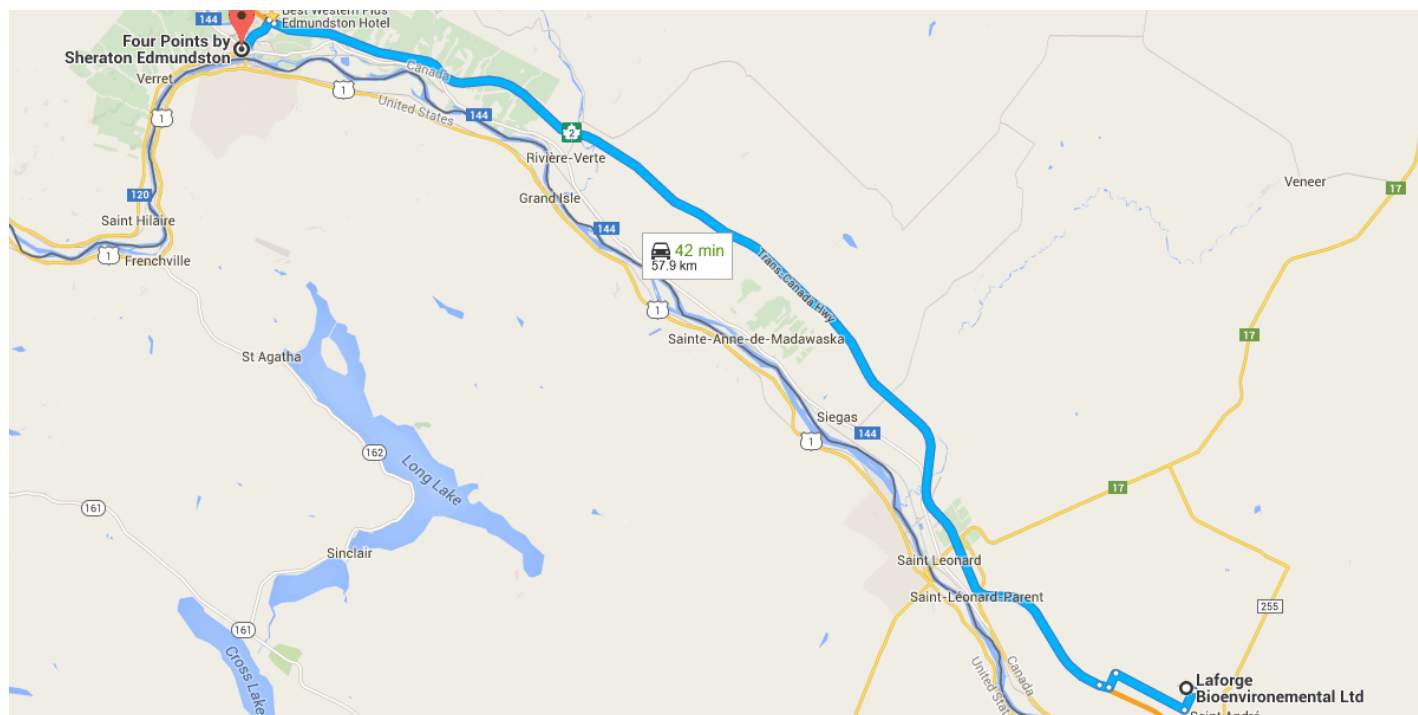 144
Best Western Plus
Edmundston Hotel
Four Points by
Sheraton Edmundston
Verret
Canada
1
United States
144
1
2
Rivière-Verte
120
Grand Isle
Veneer
17
Saint Hilaire
144
1
Frenchville
42 min
57.9 km
Trans-Canada Hwy
1
Sainte-Anne-de-Madawaska
17
St Agatha
Siegas
144
1
162
Long Lake
17
161
Sinclair
Saint Leonard
Saint-Léonard-Parent
255
161
Cross Lake
Canada
United States
Laforge
Bioenvironemental Ltd
Saint-André